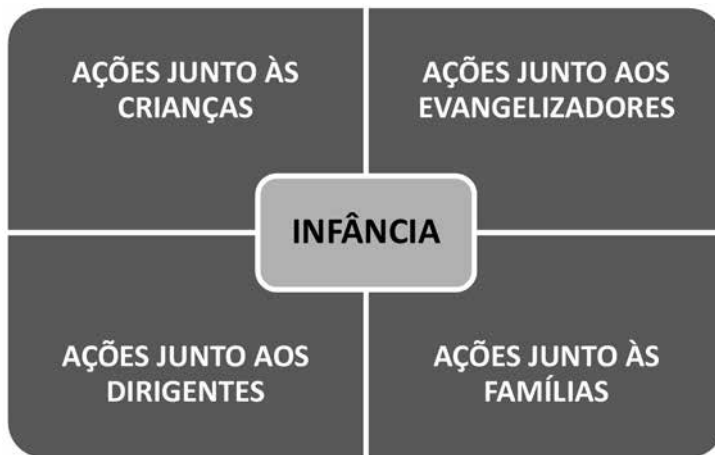 AÇÕES JUNTO ÀS
CRIANÇAS
AÇÕES JUNTO AOS
EVANGELIZADORES
INFÂNCIA
AÇÕES JUNTO AOS
DIRIGENTES
AÇÕES JUNTO ÀS
FAMÍLIAS